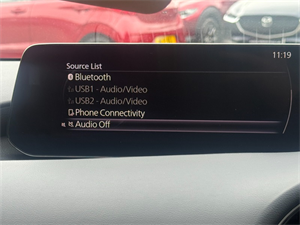 11:19
Source List
Bluetooth
USB1 - Audio/Video
USB2 - Audio/Video
Phone Connectivity
Audio Off